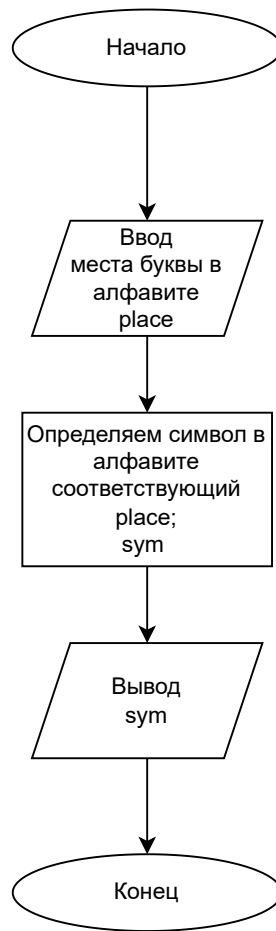 Начало
Ввод
места буквы в
алфавите
place
Определяем символ в
алфавите
соответствующий
place;
sym
Вывод
sym
Конец